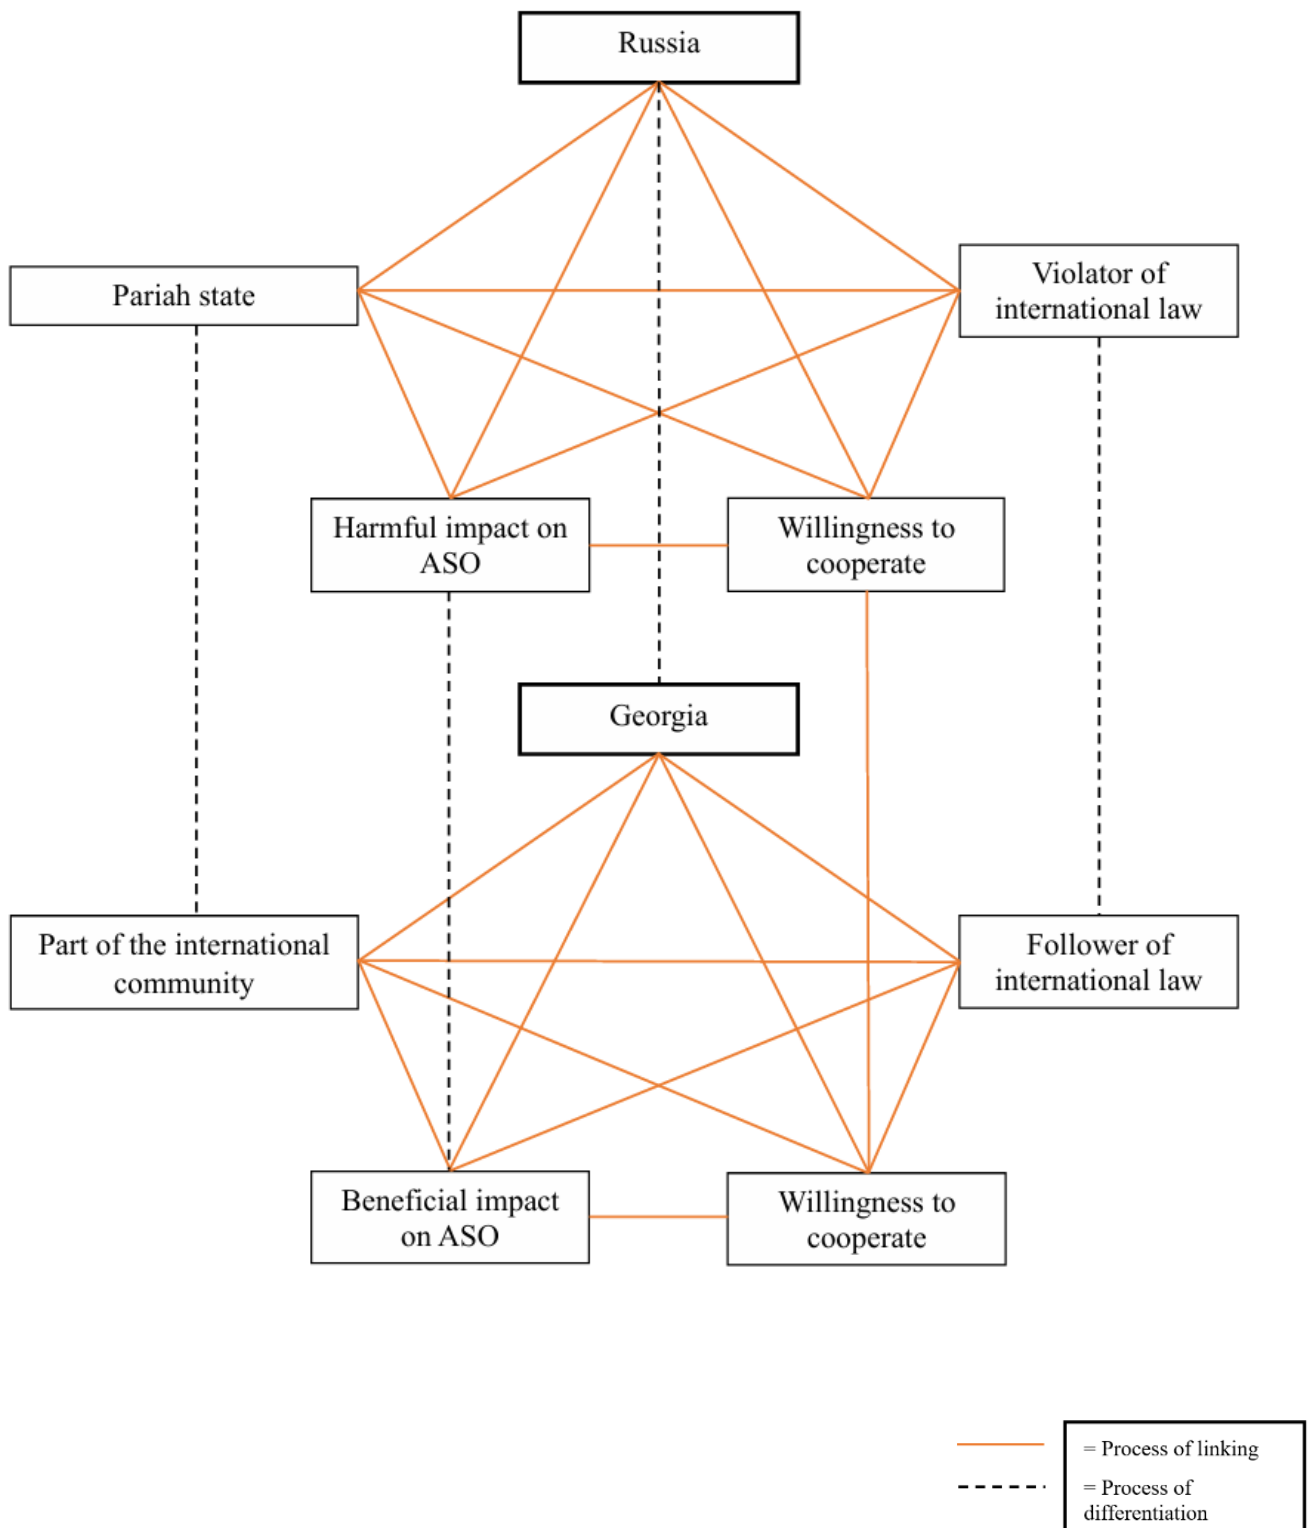 Russia
Pariah state
Violator of
international law
Harmful impact on
ASO
Willingness to
cooperate
Georgia
Part of the international
community
Follower of
international law
Beneficial impact
on ASO
Willingness to
cooperate
= Process of linking
= Process of
differentiation